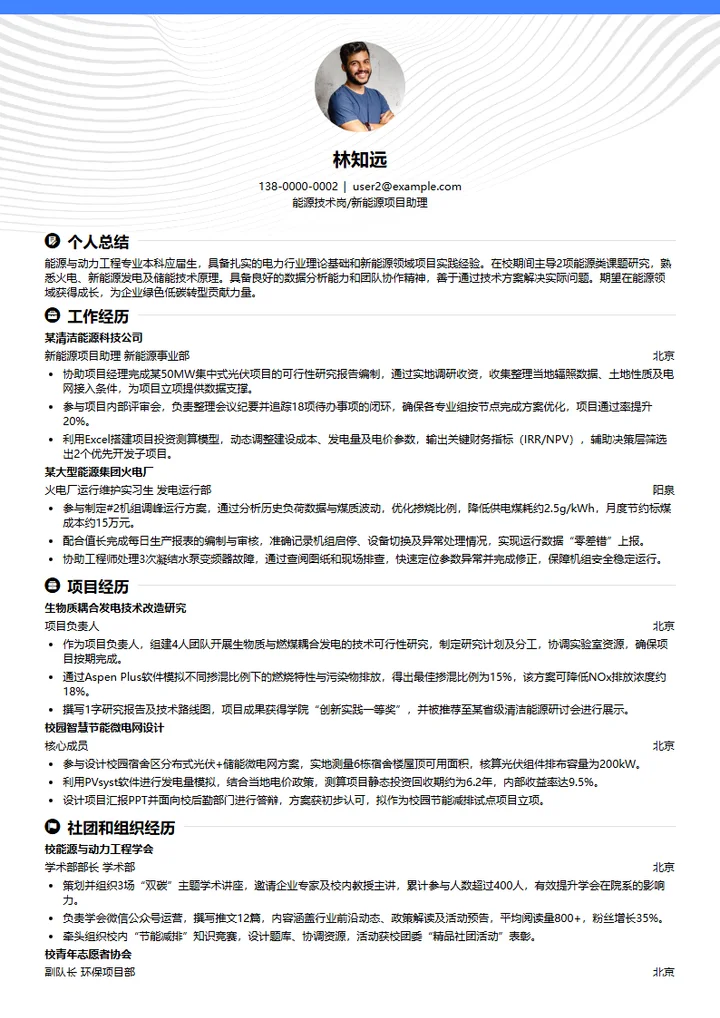 林知远
138-0000-0002 | user2@example.com
能源技术岗/新能源项目助理
个人总结
能源与动力工程专业本科应届生，具备扎实的电力行业理论基础和新能源领域项目实践经验。在校期间主导2项能源类课题研究，熟
悉火电、新能源发电及储能技术原理。具备良好的数据分析能力和团队协作精神，善于通过技术方案解决实际问题。期望在能源领
域获得成长，为企业绿色低碳转型贡献力量。
工作经历
某清洁能源科技公司
新能源项目助理 新能源事业部 北京
• 协助项目经理完成某50MW集中式光伏项目的可行性研究报告编制，通过实地调研收资，收集整理当地辐照数据、土地性质及电
网接入条件，为项目立项提供数据支撑。
• 参与项目内部评审会，负责整理会议纪要并追踪18项待办事项的闭环，确保各专业组按节点完成方案优化，项目通过率提升
20%。
• 利用Excel搭建项目投资测算模型，动态调整建设成本、发电量及电价参数，输出关键财务指标（IRR/NPV），辅助决策层筛选
出2个优先开发子项目。
某大型能源集团火电厂
火电厂运行维护实习生 发电运行部 阳泉
• 参与制定#2机组调峰运行方案，通过分析历史负荷数据与煤质波动，优化掺烧比例，降低供电煤耗约2.5g/kWh，月度节约标煤
成本约15万元。
• 配合值长完成每日生产报表的编制与审核，准确记录机组启停、设备切换及异常处理情况，实现运行数据“零差错”上报。
• 协助工程师处理3次凝结水泵变频器故障，通过查阅图纸和现场排查，快速定位参数异常并完成修正，保障机组安全稳定运行。
项目经历
生物质耦合发电技术改造研究
项目负责人 北京
• 作为项目负责人，组建4人团队开展生物质与燃煤耦合发电的技术可行性研究，制定研究计划及分工，协调实验室资源，确保项
目按期完成。
• 通过Aspen Plus软件模拟不同掺混比例下的燃烧特性与污染物排放，得出最佳掺混比例为15%，该方案可降低NOx排放浓度约
18%。
• 撰写1字研究报告及技术路线图，项目成果获得学院“创新实践一等奖”，并被推荐至某省级清洁能源研讨会进行展示。
校园智慧节能微电网设计
核心成员 北京
• 参与设计校园宿舍区分布式光伏+储能微电网方案，实地测量6栋宿舍楼屋顶可用面积，核算光伏组件排布容量为200kW。
• 利用PVsyst软件进行发电量模拟，结合当地电价政策，测算项目静态投资回收期约为6.2年，内部收益率达9.5%。
• 设计项目汇报PPT并面向校后勤部门进行答辩，方案获初步认可，拟作为校园节能减排试点项目立项。
社团和组织经历
校能源与动力工程学会
学术部部长 学术部 北京
• 策划并组织3场“双碳”主题学术讲座，邀请企业专家及校内教授主讲，累计参与人数超过400人，有效提升学会在院系的影响
力。
• 负责学会微信公众号运营，撰写推文12篇，内容涵盖行业前沿动态、政策解读及活动预告，平均阅读量800+，粉丝增长35%。
• 牵头组织校内“节能减排”知识竞赛，设计题库、协调资源，活动获校团委“精品社团活动”表彰。
校青年志愿者协会
副队长 环保项目部 北京